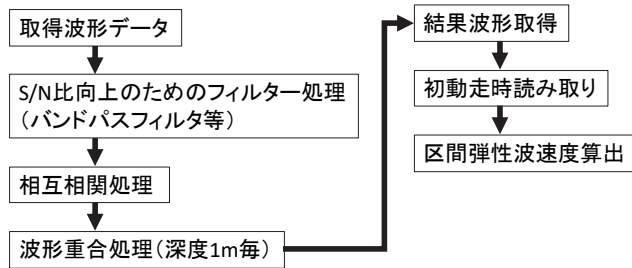 取得波形データ
S/N比向上のためのフィルター処理
（バンドパスフィルタ等）
相互相関処理
波形重合処理（深度1m毎）
結果波形取得
初動走時読み取り
区間弾性波速度算出